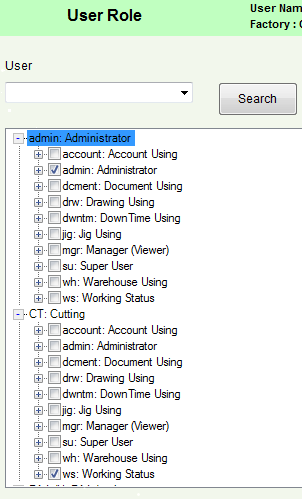 User Role
User Nam
Factory : C
User
Search
admin: Administrator
account: Account Using
admin: Administrator
dcment: Document Using
drw: Drawing Using
dwntm: DownTime Using
jig: Jig Using
mgr: Manager (Viewer)
su: Super User
wh: Warehouse Using
ws: Working Status
CT: Cutting
account: Account Using
admin: Administrator
dcment: Document Using
drw: Drawing Using
dwntm: DownTime Using
jig: Jig Using
mgr: Manager (Viewer)
su: Super User
wh: Warehouse Using
ws: Working Status